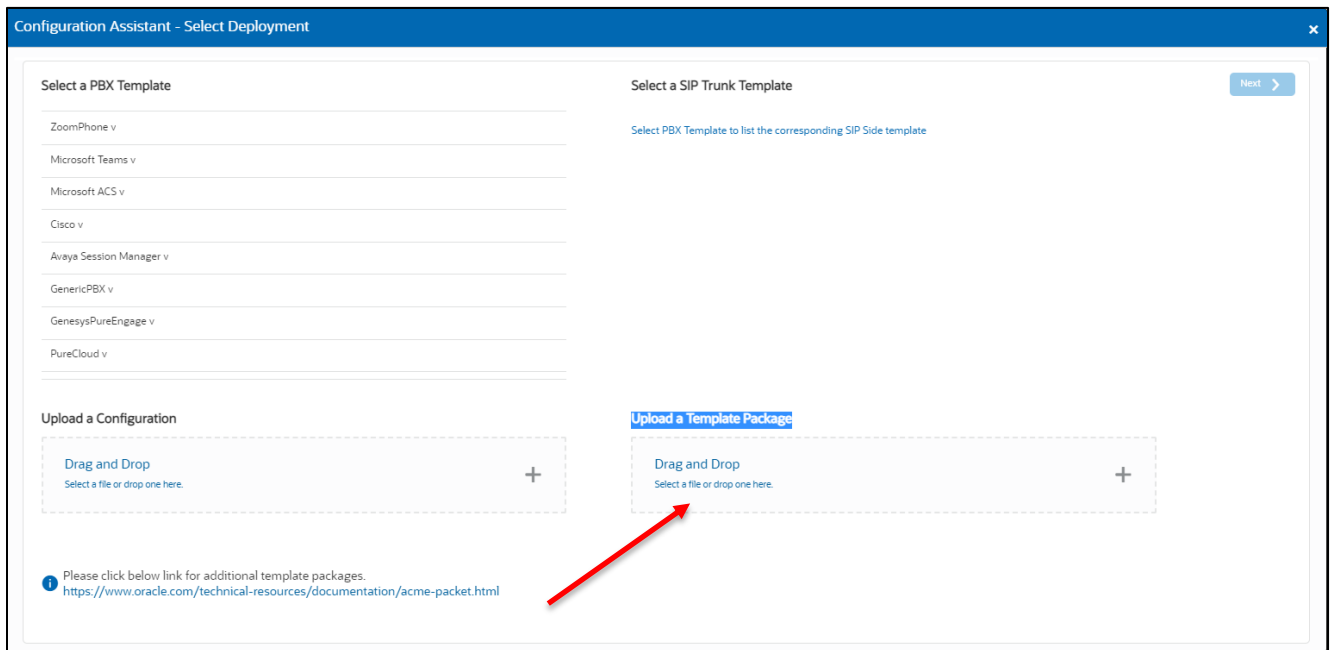 Configuration Assistant - Select Deployment
×
Select a PBX Template
Select a SIP Trunk Template
Next
ZoomPhone v
Select PBX Template to list the corresponding SIP Side template
Microsoft Teams v
Microsoft ACS v
Cisco v
Avaya Session Manager v
GenericPBX v
GenesysPureEngage v
PureCloud v
Upload a Configuration
Upload a Template Package
Drag and Drop
Select a file or drop one here.
Drag and Drop
Select a file or drop one here.
Please click below link for additional template packages.
https://www.oracle.com/technical-resources/documentation/acme-packet.html